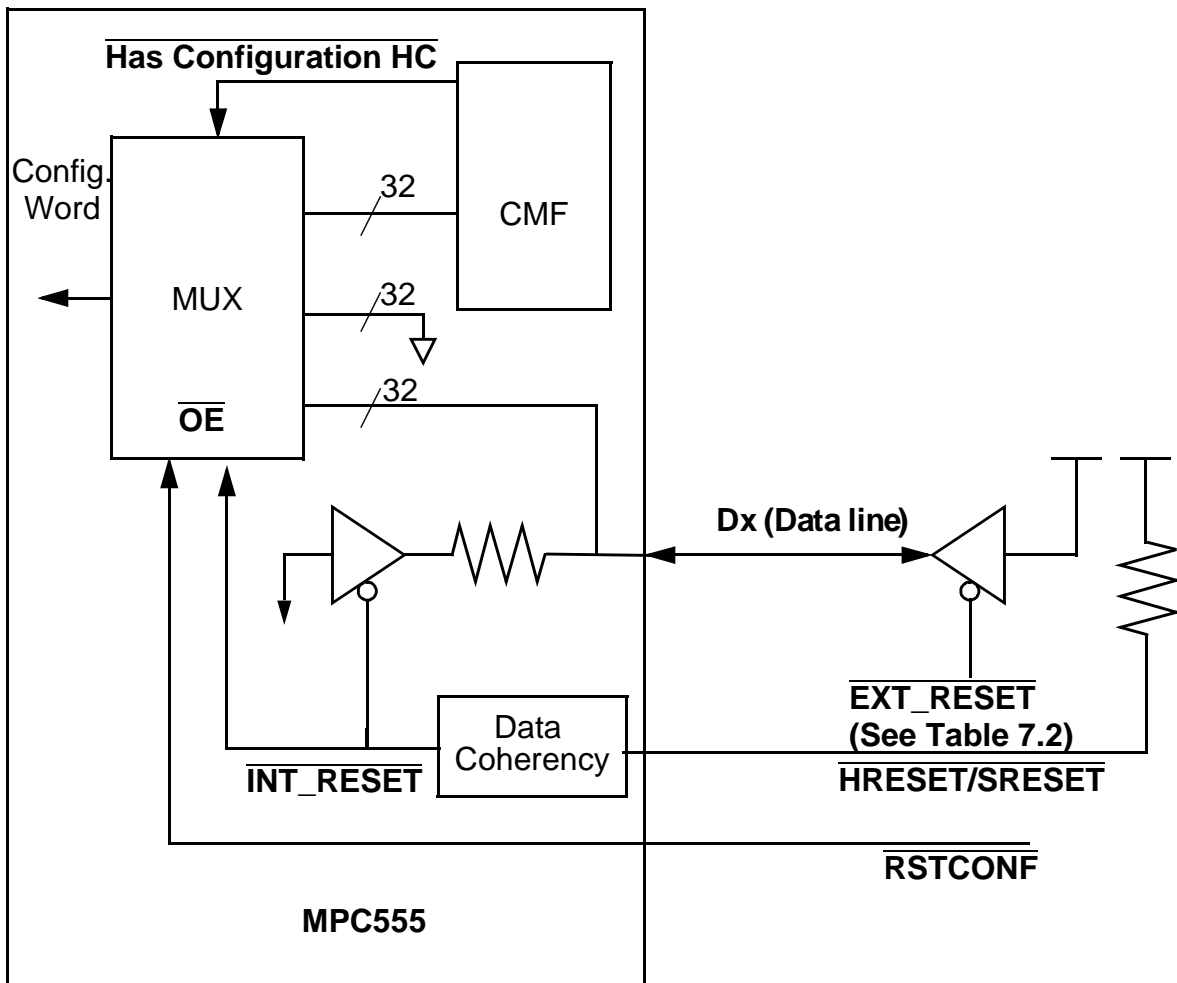 Has Configuration HC
Config.
Word
32
CMF
MUX
32
32
OE
Dx (Data line)
EXT_RESET
(See Table 7.2)
Data
Coherency
INT_RESET
HRESET/SRESET
RSTCONF
MPC555